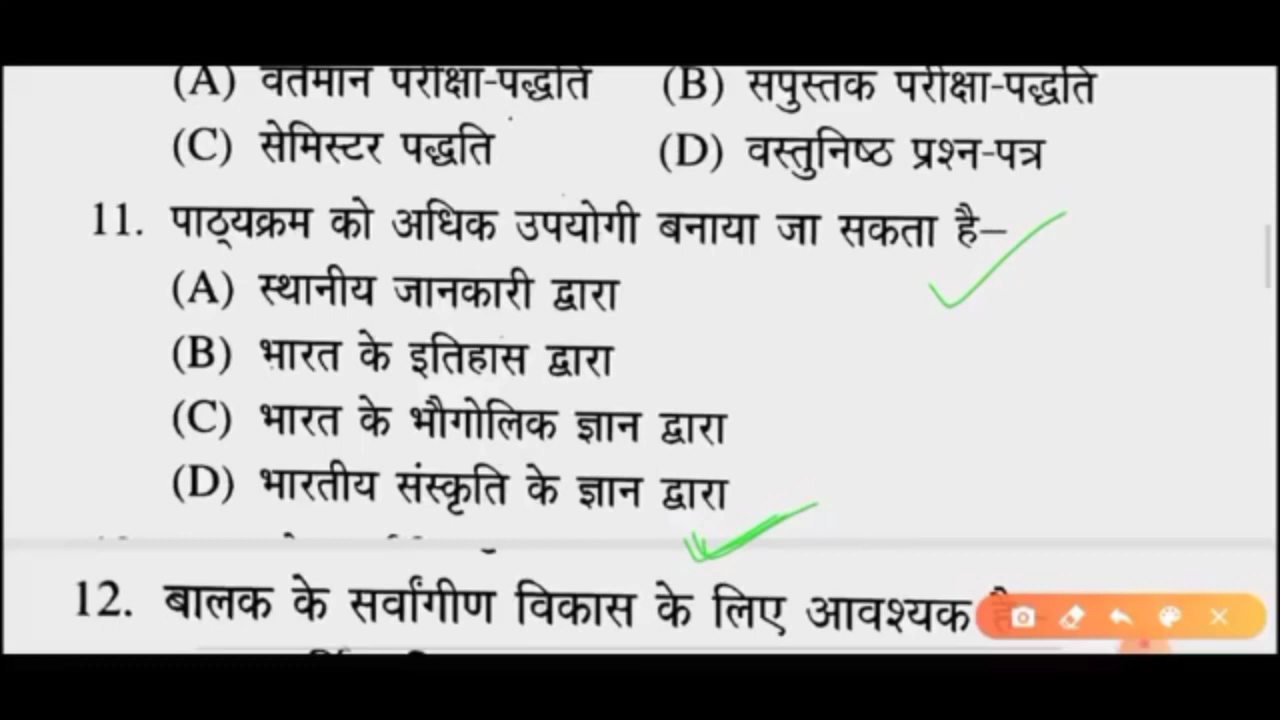 (A) वर्तमान परीक्षा-पद्धति (B) सपुस्तक परीक्षा-पद्धति
(C) सेमिस्टर पद्धति (D) वस्तुनिष्ठ प्रश्न-पत्र
11. पाठ्यक्रम को अधिक उपयोगी बनाया जा सकता है–
(A) स्थानीय जानकारी द्वारा
(B) भारत के इतिहास द्वारा
(C) भारत के भौगोलिक ज्ञान द्वारा
(D) भारतीय संस्कृति के ज्ञान द्वारा
12. बालक के सर्वांगीण विकास के लिए आवश्यक